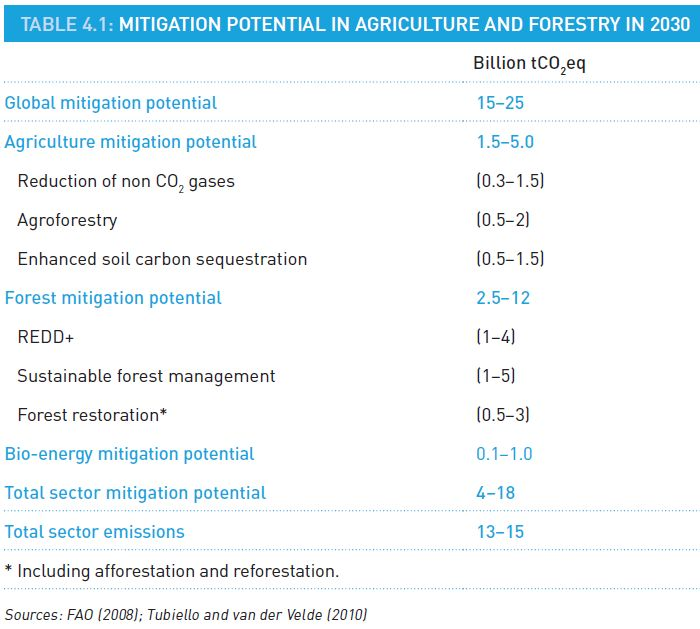 TABLE 4.1: MITIGATION POTENTIAL IN AGRICULTURE AND FORESTRY IN 2030
Billion tCO₂eq
Global mitigation potential 15–25
Agriculture mitigation potential 1.5–5.0
Reduction of non CO₂ gases (0.3–1.5)
Agroforestry (0.5–2)
Enhanced soil carbon sequestration (0.5–1.5)
Forest mitigation potential 2.5–12
REDD+ (1–4)
Sustainable forest management (1–5)
Forest restoration* (0.5–3)
Bio-energy mitigation potential 0.1–1.0
Total sector mitigation potential 4–18
Total sector emissions 13–15
* Including afforestation and reforestation.
Sources: FAO (2008); Tubiello and van der Velde (2010)